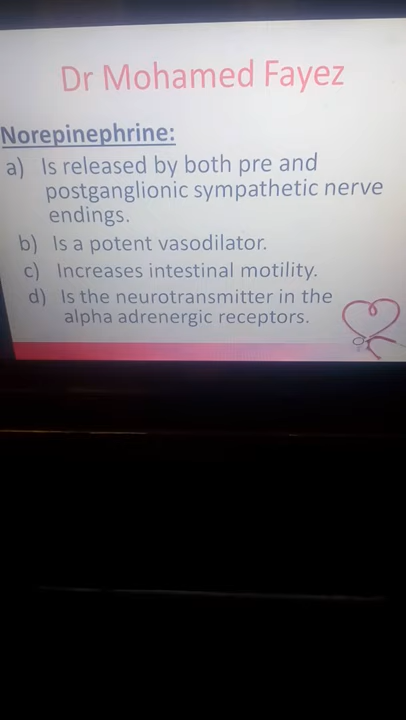 Dr Mohamed Fayez
Norepinephrine:
a) Is released by both pre and
postganglionic sympathetic nerve
endings.
b) Is a potent vasodilator.
c) Increases intestinal motility.
d) Is the neurotransmitter in the
alpha adrenergic receptors.